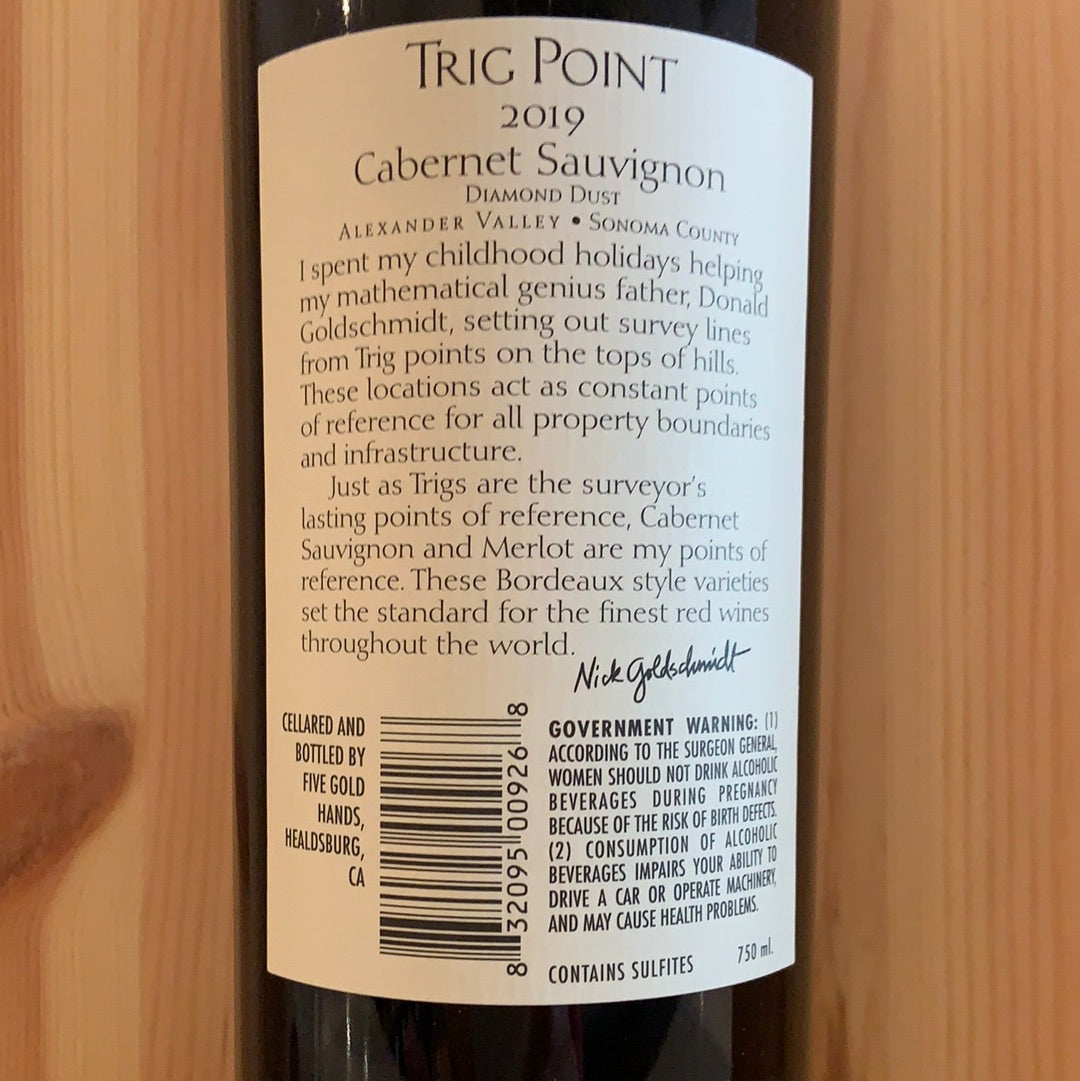 TRIG POINT
2019
Cabernet Sauvignon
DIAMOND DUST
ALEXANDER VALLEY • SONOMA COUNTY
I spent my childhood holidays helping
my mathematical genius father, Donald
Goldschmidt, setting out survey lines
from Trig points on the tops of hills.
These locations act as constant points
of reference for all property boundaries
and infrastructure.
Just as Trigs are the surveyor's
lasting points of reference, Cabernet
Sauvignon and Merlot are my points of
reference. These Bordeaux style varieties
set the standard for the finest red wines
throughout the world.
Nick Goldschmidt
CELLARED AND
BOTTLED BY
FIVE GOLD
HANDS,
HEALDSBURG,
CA
8 32095 00926 8
GOVERNMENT WARNING: (1)
ACCORDING TO THE SURGEON GENERAL,
WOMEN SHOULD NOT DRINK ALCOHOLIC
BEVERAGES DURING PREGNANCY
BECAUSE OF THE RISK OF BIRTH DEFECTS.
(2) CONSUMPTION OF ALCOHOLIC
BEVERAGES IMPAIRS YOUR ABILITY TO
DRIVE A CAR OR OPERATE MACHINERY,
AND MAY CAUSE HEALTH PROBLEMS.
CONTAINS SULFITES
750 ml.